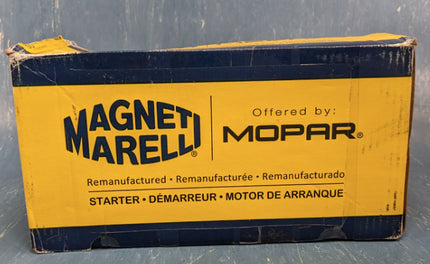 MAGNETI
MARELLI®
Offered by:
MOPAR®
Remanufactured • Remanufacturée • Remanufacturado
STARTER • DÉMARREUR • MOTOR DE ARRANQUE